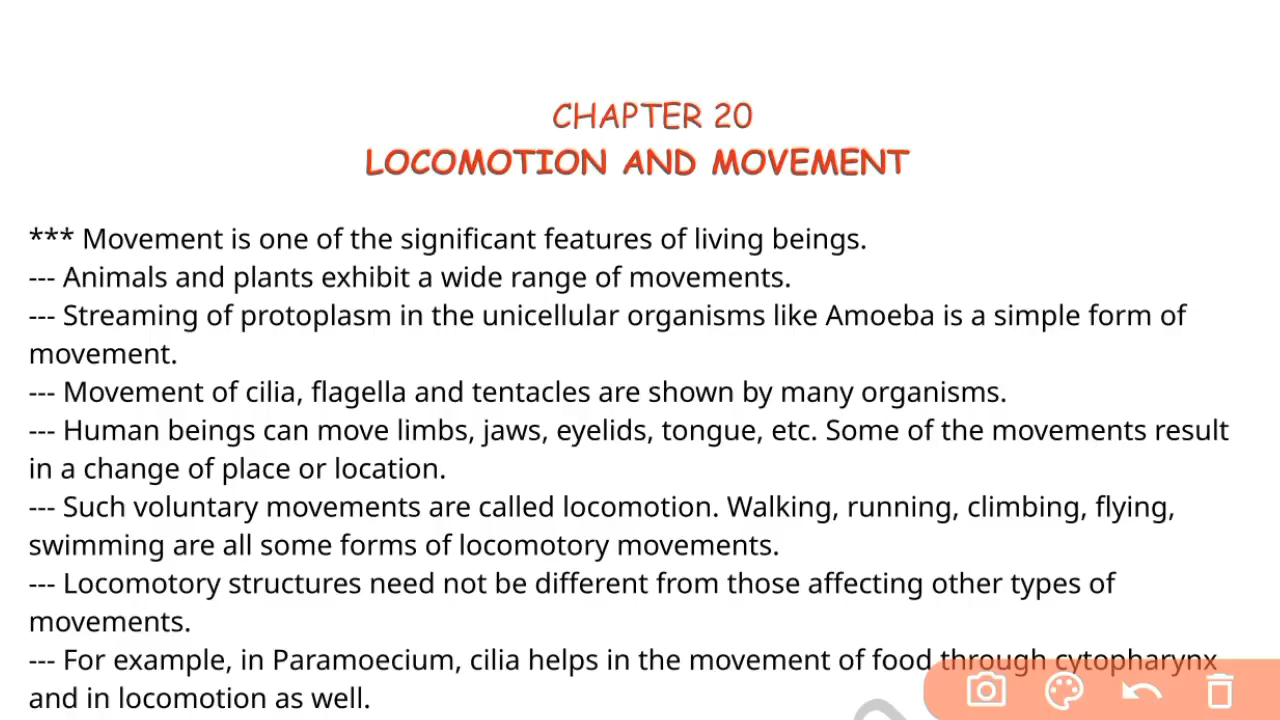 CHAPTER 20
LOCOMOTION AND MOVEMENT
*** Movement is one of the significant features of living beings.
--- Animals and plants exhibit a wide range of movements.
--- Streaming of protoplasm in the unicellular organisms like Amoeba is a simple form of
movement.
--- Movement of cilia, flagella and tentacles are shown by many organisms.
--- Human beings can move limbs, jaws, eyelids, tongue, etc. Some of the movements result
in a change of place or location.
--- Such voluntary movements are called locomotion. Walking, running, climbing, flying,
swimming are all some forms of locomotory movements.
--- Locomotory structures need not be different from those affecting other types of
movements.
--- For example, in Paramoecium, cilia helps in the movement of food through cytopharynx
and in locomotion as well.